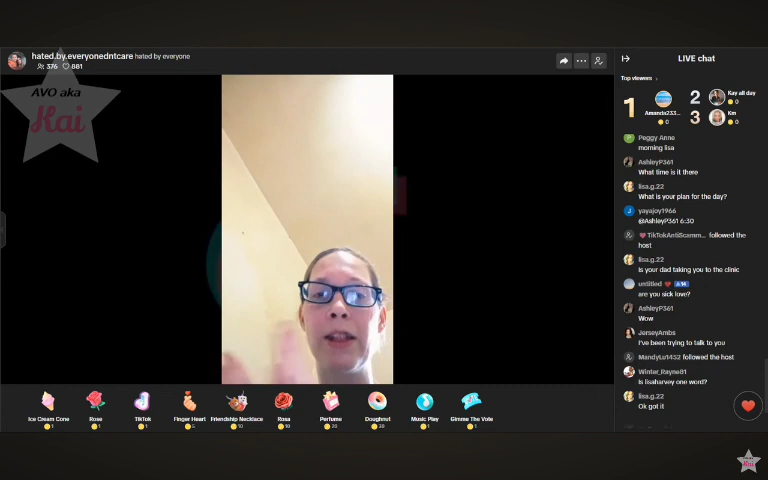 hated.by.everyonedntcare hated by everyone
376 881
AVO aka
Kai
LIVE chat
Top viewers
1
Amanda233...
0
2
Kay all day
0
3
Km
0
Peggy Anne
morning lisa
AshleyP361
What time is it there
lisa.g.22
What is your plan for the day?
yayajoy1966
@AshleyP361 6:30
TikTokAntiScamm... followed the
host
lisa.g.22
Is your dad taking you to the clinic
untitled 14
are you sick love?
AshleyP361
Wow
JerseyAmbs
I've been trying to talk to you
MandyLu1452 followed the host
Winter_Rayne81
Is lisaharvey one word?
lisa.g.22
Ok got it
Ice Cream Cone
1
Rose
1
TikTok
1
Finger Heart
5
Friendship Necklace
10
Rosa
10
Perfume
20
Doughnut
30
Music Play
1
Gimme The Vote
1
Kai